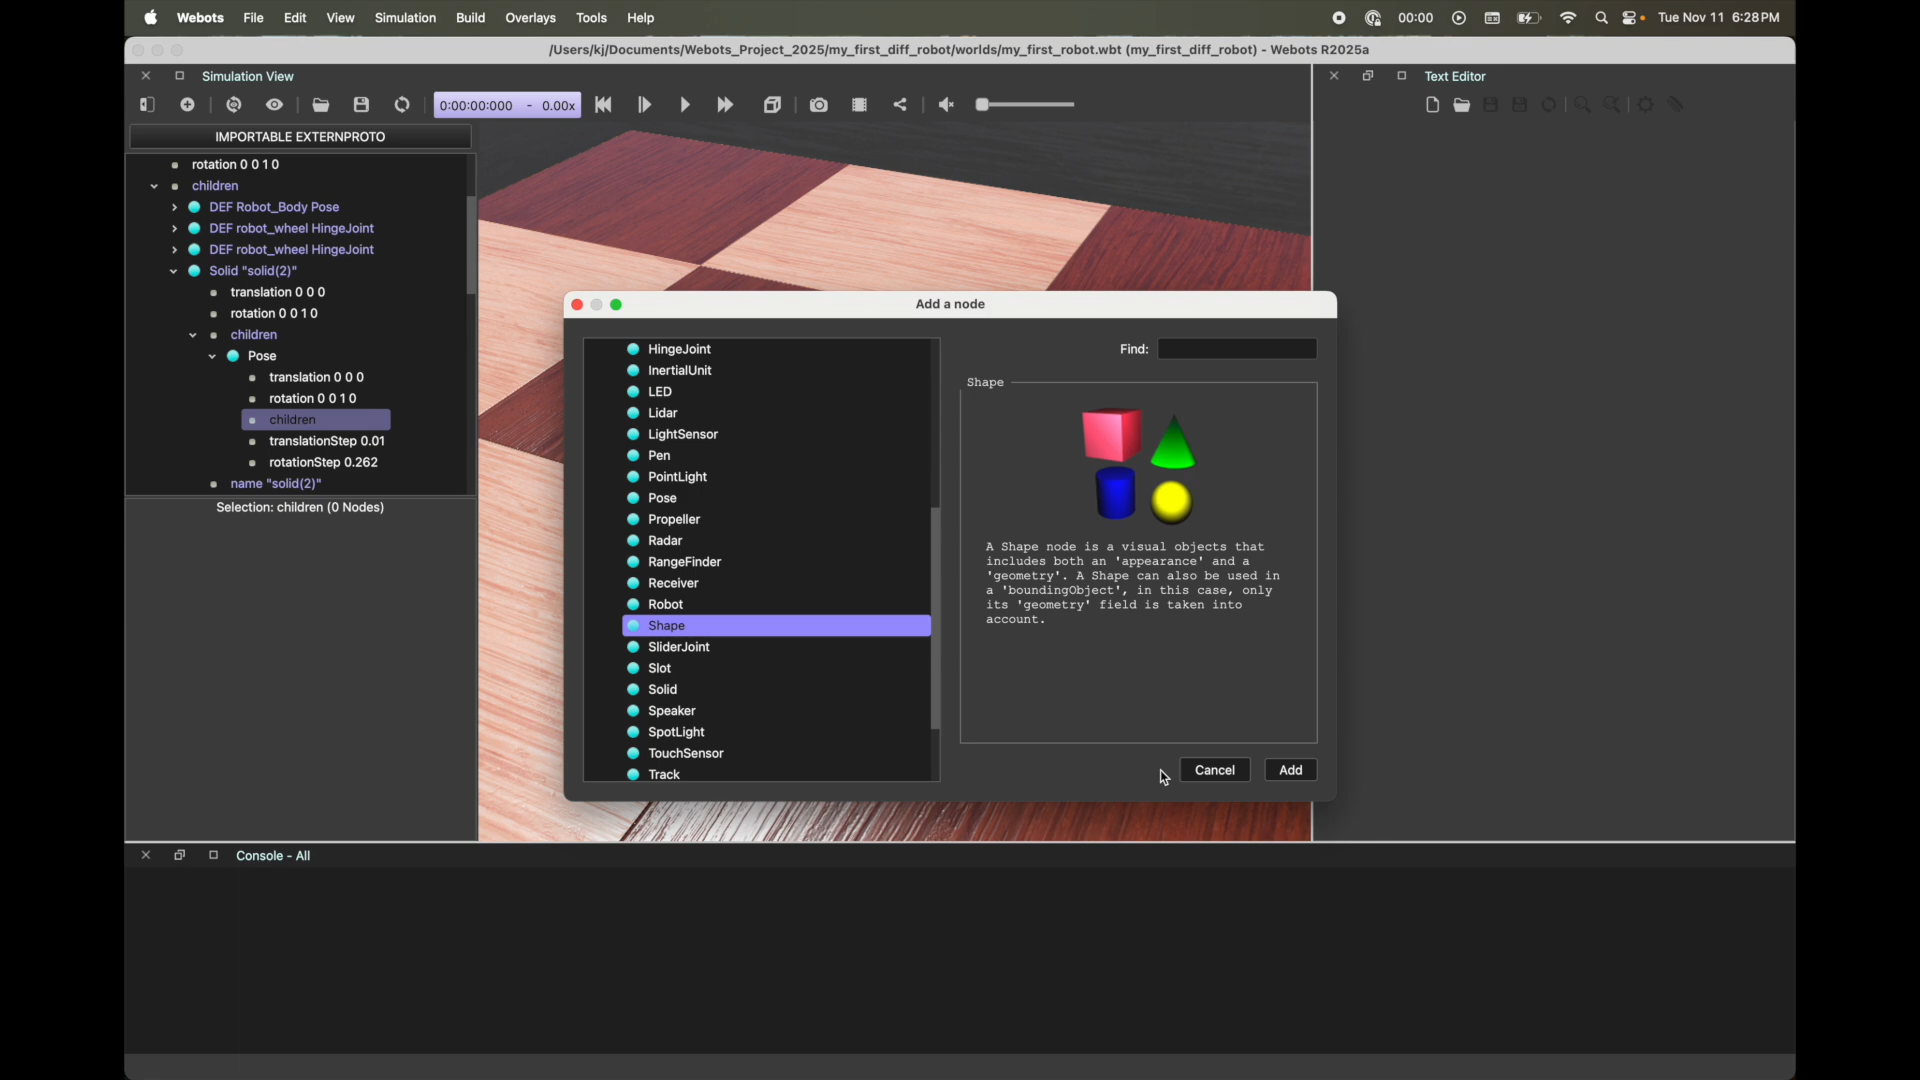 Webots File Edit View Simulation Build Overlays Tools Help 00:00 Tue Nov 11 6:28 PM
/Users/kj/Documents/Webots_Project_2025/my_first_diff_robot/worlds/my_first_robot.wbt (my_first_diff_robot) - Webots R2025a
Simulation View
Text Editor
0:00:00:000 - 0.00x
IMPORTABLE EXTERNPROTO
rotation 0 0 1 0
children
DEF Robot_Body Pose
DEF robot_wheel HingeJoint
DEF robot_wheel HingeJoint
Solid "solid(2)"
translation 0 0 0
rotation 0 0 1 0
children
Pose
translation 0 0 0
rotation 0 0 1 0
children
translationStep 0.01
rotationStep 0.262
name "solid(2)"
Selection: children (0 Nodes)
Add a node
HingeJoint
InertialUnit
LED
Lidar
LightSensor
Pen
PointLight
Pose
Propeller
Radar
RangeFinder
Receiver
Robot
Shape
SliderJoint
Slot
Solid
Speaker
SpotLight
TouchSensor
Track
Find:
Shape
A Shape node is a visual objects that
includes both an 'appearance' and a
'geometry'. A Shape can also be used in
a 'boundingObject', in this case, only
its 'geometry' field is taken into
account.
Cancel Add
Console - All